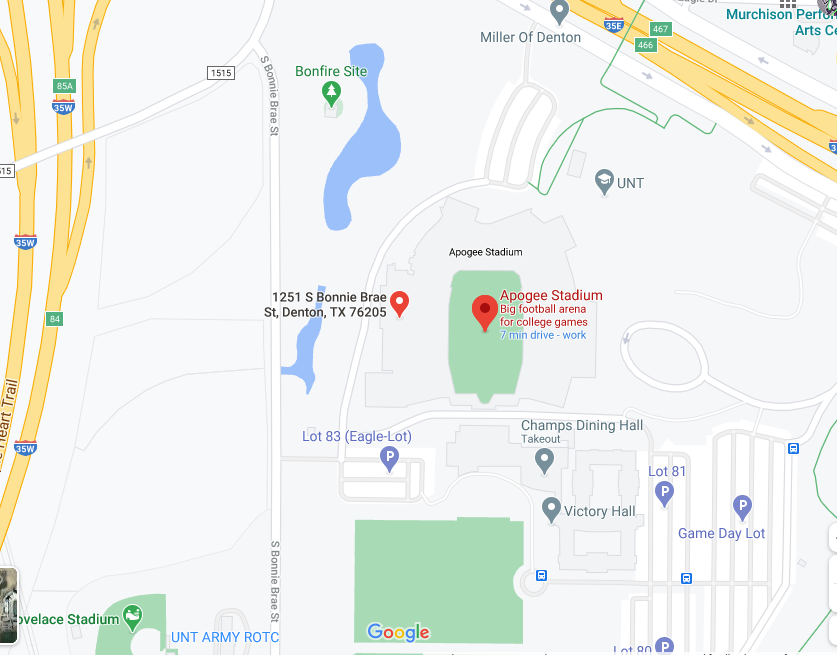 Murchison Perfo
Arts Ce
35E
467
466
Miller Of Denton
1515
S Bonnie Brae St
Bonfire Site
85A
35W
515
UNT
35W
Apogee Stadium
1251 S Bonnie Brae
St, Denton, TX 76205
Apogee Stadium
Big football arena
for college games
7 min drive - work
84
e Heart Trail
35W
Champs Dining Hall
Takeout
Lot 83 (Eagle-Lot)
P
Lot 81
P
P
Victory Hall
Game Day Lot
S Bonnie Brae St
ovelace Stadium
UNT ARMY ROTC
Google
Lot 80
P